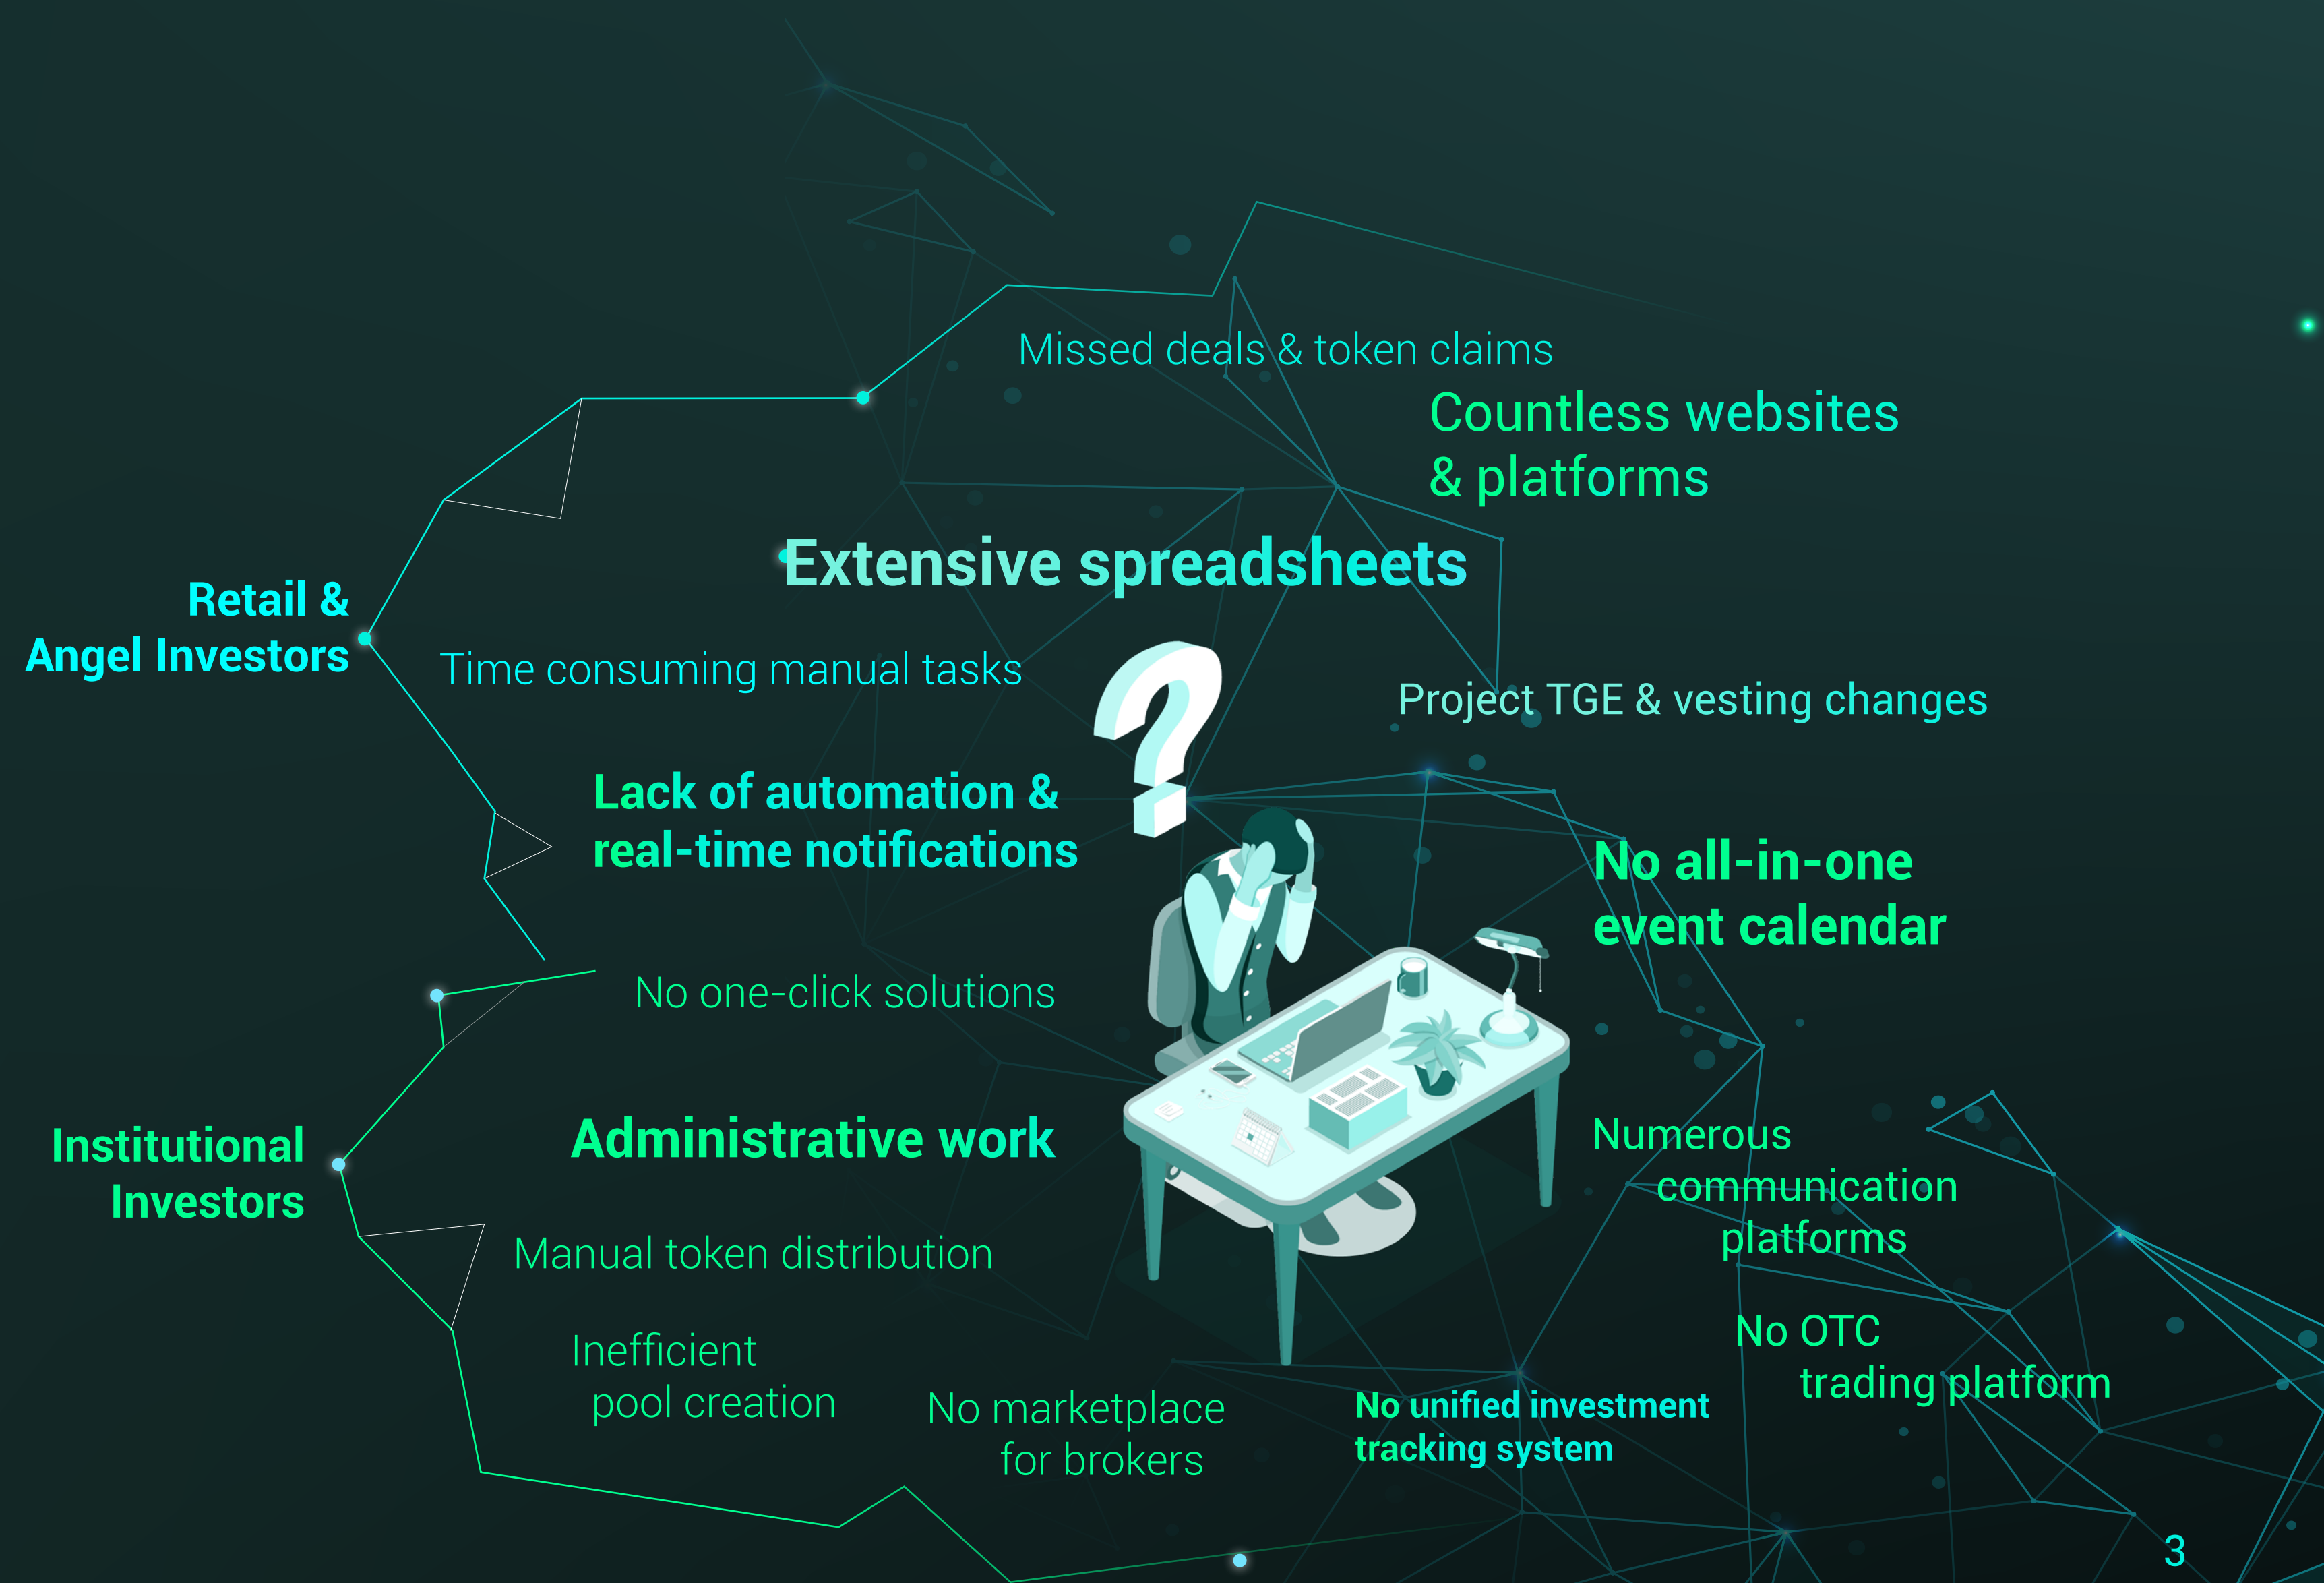 Missed deals & token claims
Countless websites
& platforms
Extensive spreadsheets
Retail &
Angel Investors
Time consuming manual tasks
Project TGE & vesting changes
Lack of automation &
real-time notifications
No all-in-one
event calendar
No one-click solutions
Institutional
Investors
Administrative work
Numerous
communication
platforms
Manual token distribution
Inefficient
pool creation
No OTC
trading platform
No marketplace
for brokers
No unified investment
tracking system
3